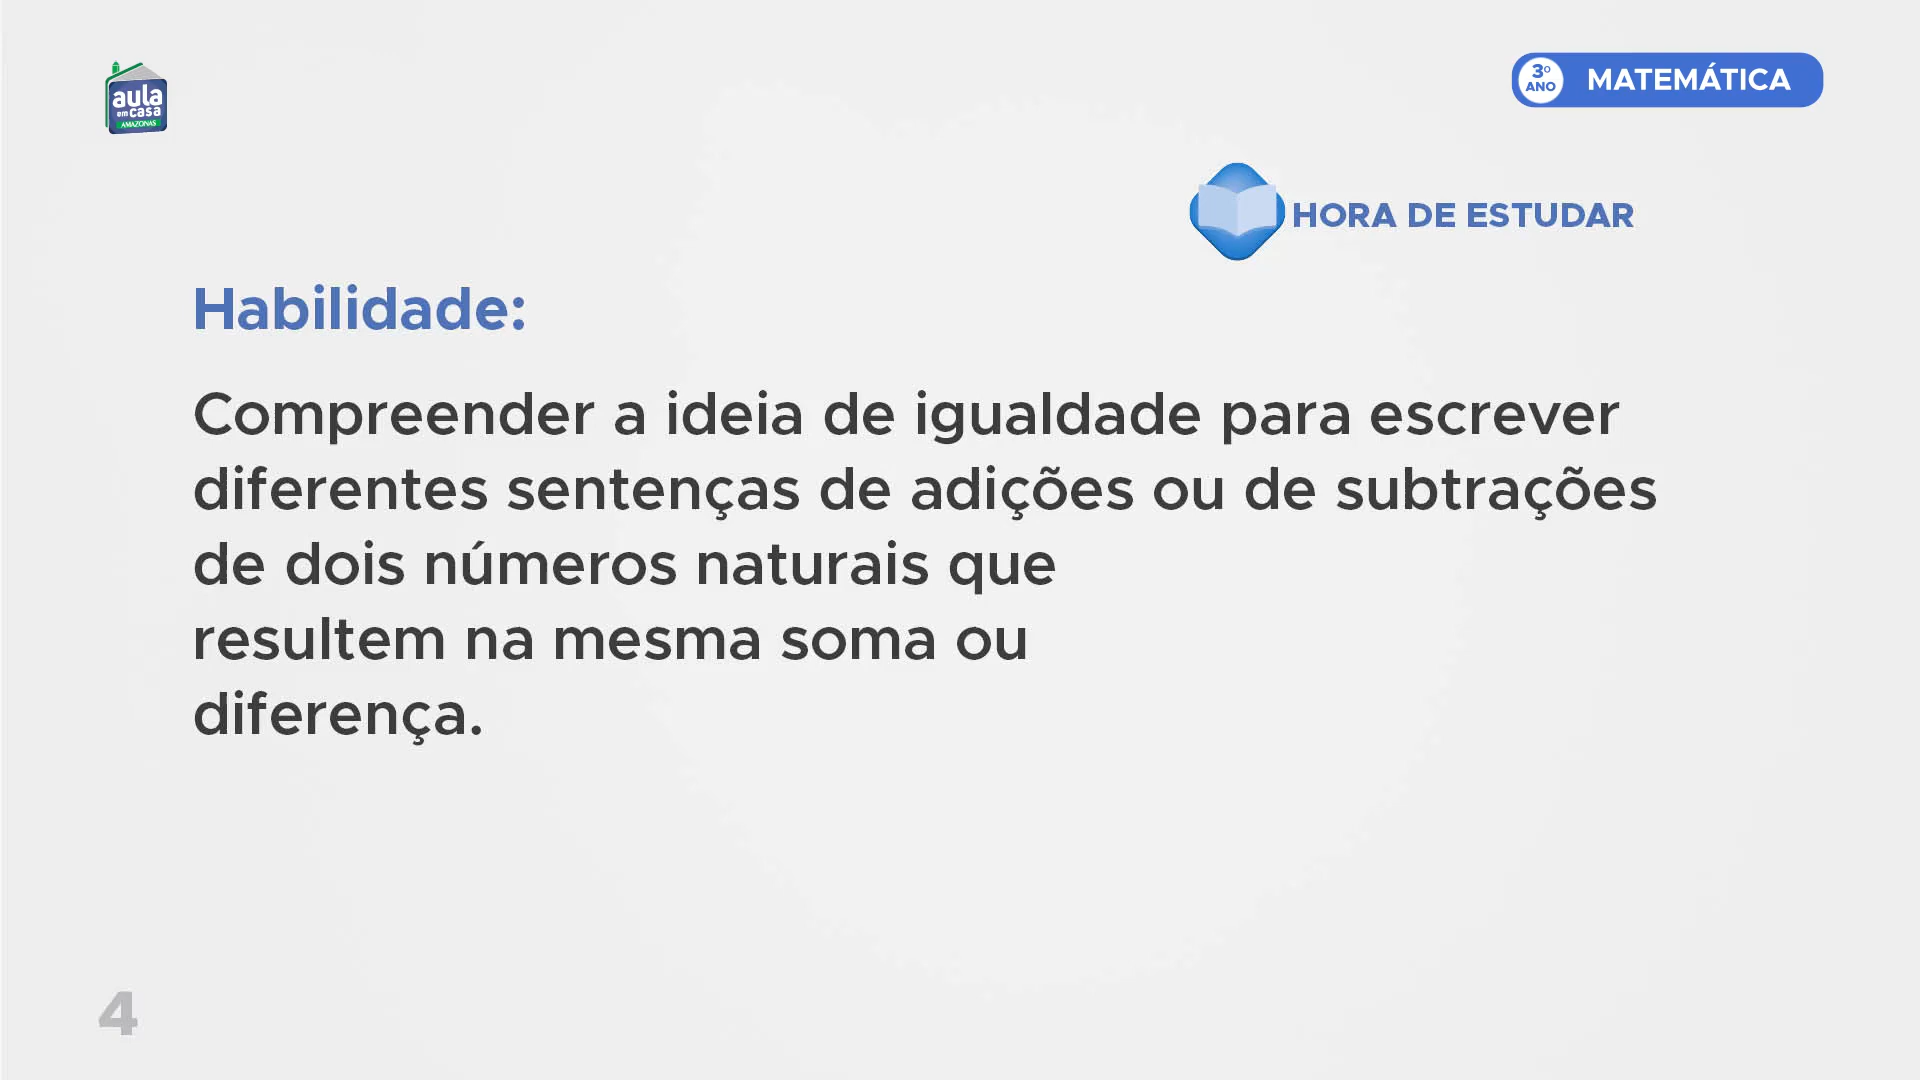 aula
em casa
AMAZONAS
3º
ANO
MATEMÁTICA
HORA DE ESTUDAR
Habilidade:
Compreender a ideia de igualdade para escrever
diferentes sentenças de adições ou de subtrações
de dois números naturais que
resultem na mesma soma ou
diferença.
4